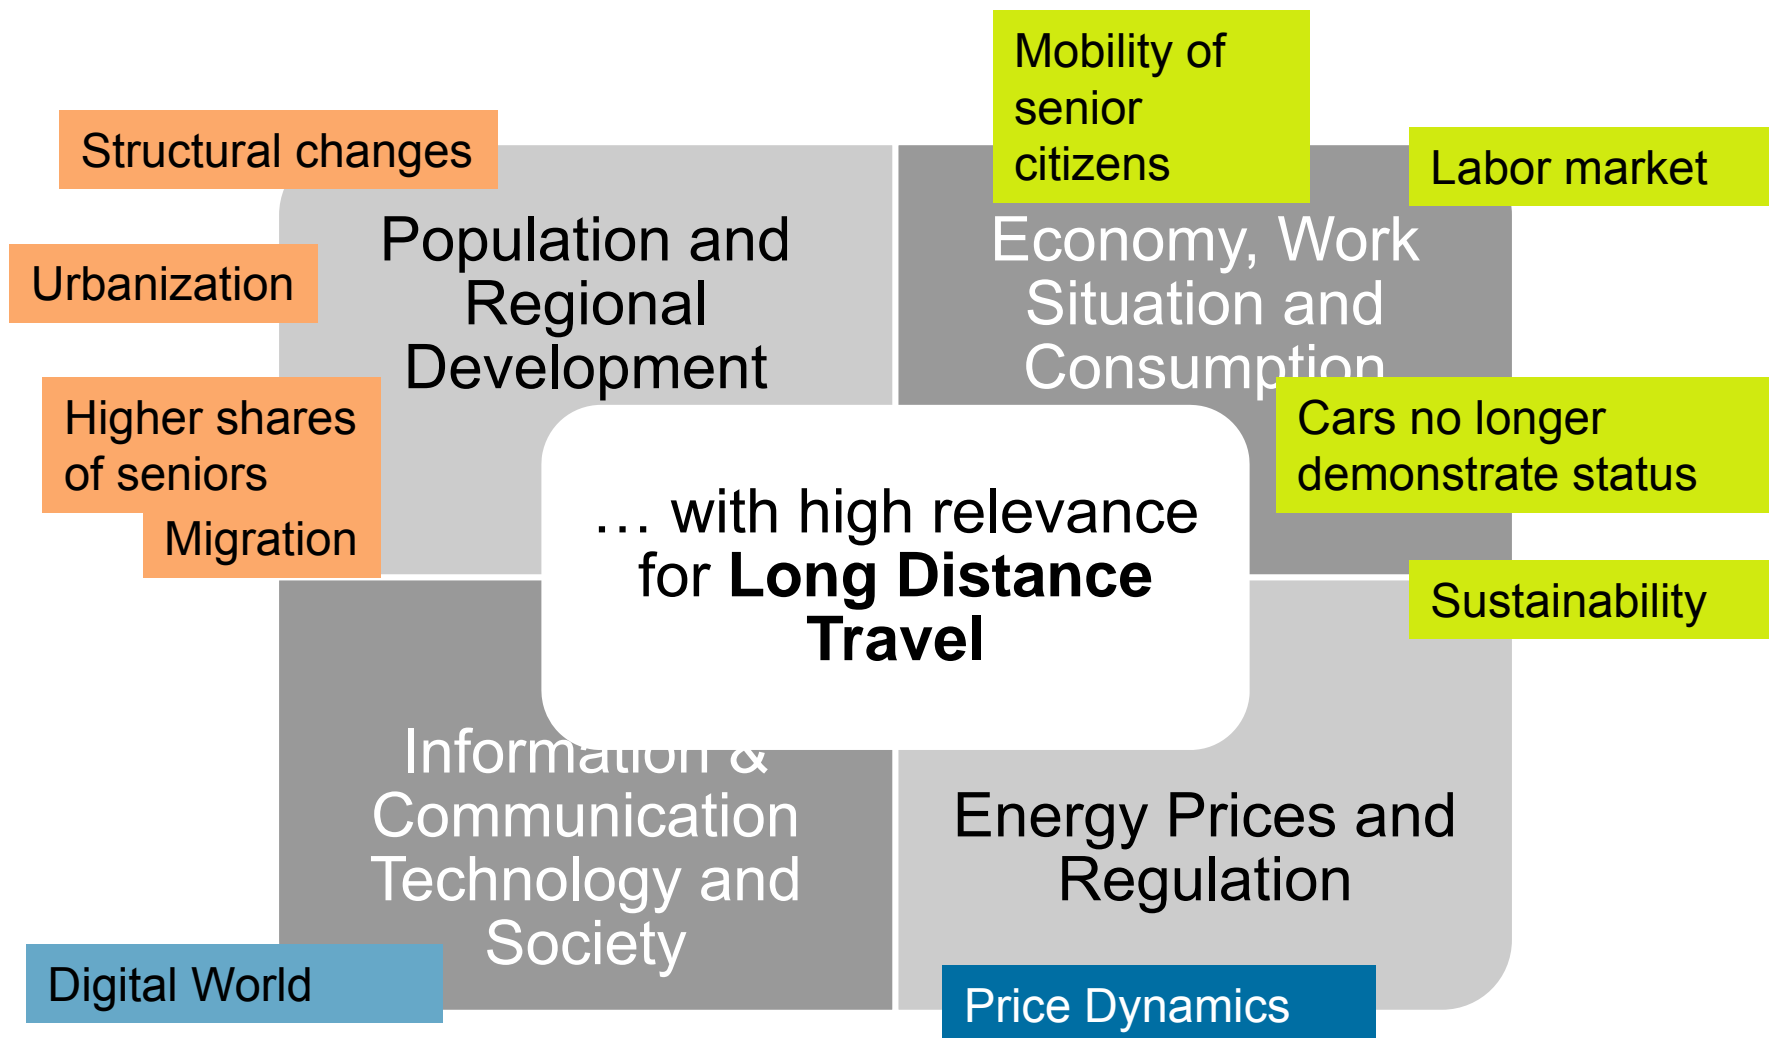 Mobility of
senior
citizens
Structural changes
Labor market
Population and
Regional
Development
Economy, Work
Situation and
Consumption
Urbanization
Higher shares
of seniors
Migration
Cars no longer
demonstrate status
… with high relevance
for Long Distance
Travel
Sustainability
Information &
Communication
Technology and
Society
Energy Prices and
Regulation
Digital World
Price Dynamics